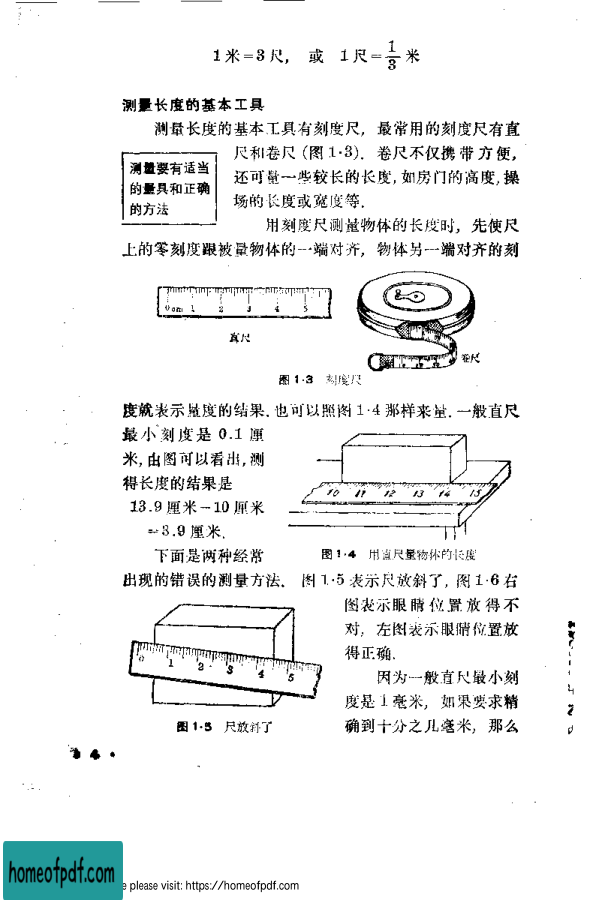 1米=3尺， 或 1尺=1/3米
测量长度的基本工具
测量长度的基本工具有刻度尺， 最常用的刻度尺有直
尺和卷尺 (图1·3)． 卷尺不仅携带方便，
还可量一些较长的长度，如房门的高度，操
场的长度或宽度等．
测量要有适当
的量具和正确
的方法
用刻度尺测量物体的长度时， 先使尺
上的零刻度跟被量物体的一端对齐， 物体另一端对齐的刻
0cm 1 2 3 4 5
直尺
卷尺
图1·3 刻度尺
度就表示量度的结果．也可以照图1·4那样来量．一般直尺
最小刻度是0.1厘
米，由图可以看出，测
得长度的结果是
13.9厘米－10厘米
=3.9厘米．
10 11 12 13 14 15
图1·4 用直尺量物体的长度
下面是两种经常
出现的错误的测量方法． 图1·5表示尺放斜了，图1·6右
图表示眼睛位置放得不
对， 左图表示眼睛位置放
得正确．
0 1 2 3 4 5
图1·5 尺放斜了
因为一般直尺最小刻
度是1毫米， 如果要求精
确到十分之几毫米， 那么
4 •
homeofpdf.com
e please visit: https://homeofpdf.com